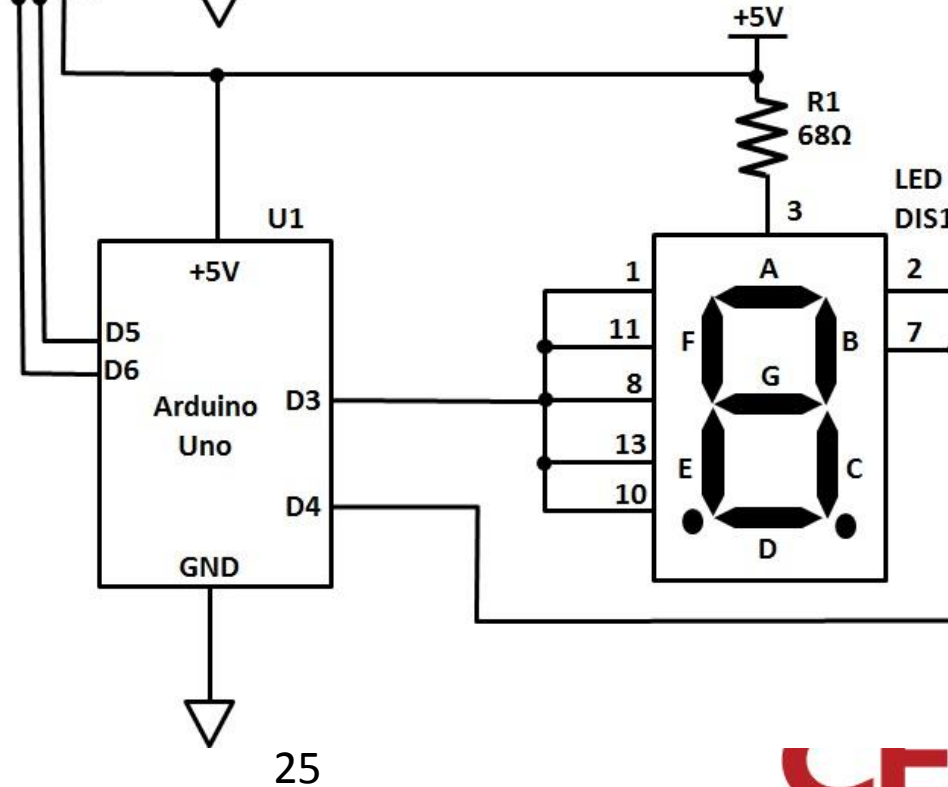 +5V
R1
68Ω
LED
DIS1
3
U1
+5V
D5
D6
Arduino
Uno
D3
D4
GND
1
11
8
13
10
A
F
B
G
E
C
D
2
7
25